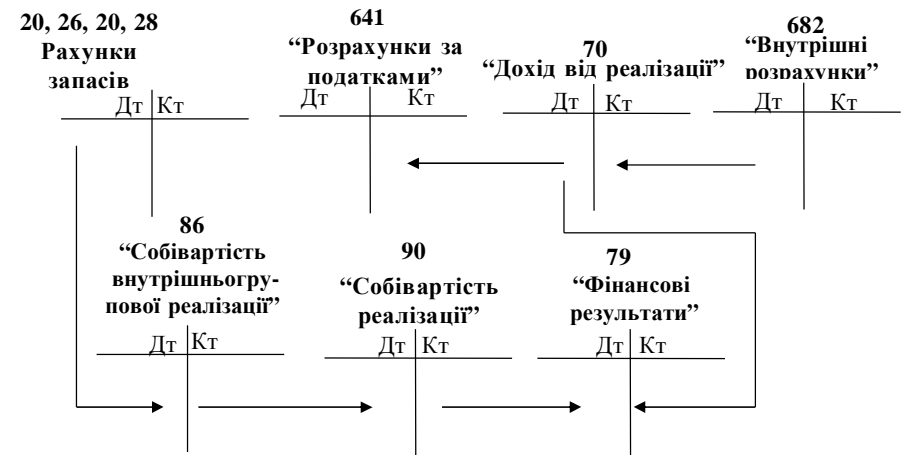 20, 26, 20, 28
Рахунки
запасів
Дт Кт
641
“Розрахунки за
податками”
Дт Кт
70
“Дохід від реалізації”
Дт Кт
682
“Внутрішні
розрахунки”
Дт Кт
86
“Собівартість
внутрішньогру-
пової реалізації”
Дт Кт
90
“Собівартість
реалізації”
Дт Кт
79
“Фінансові
результати”
Дт Кт